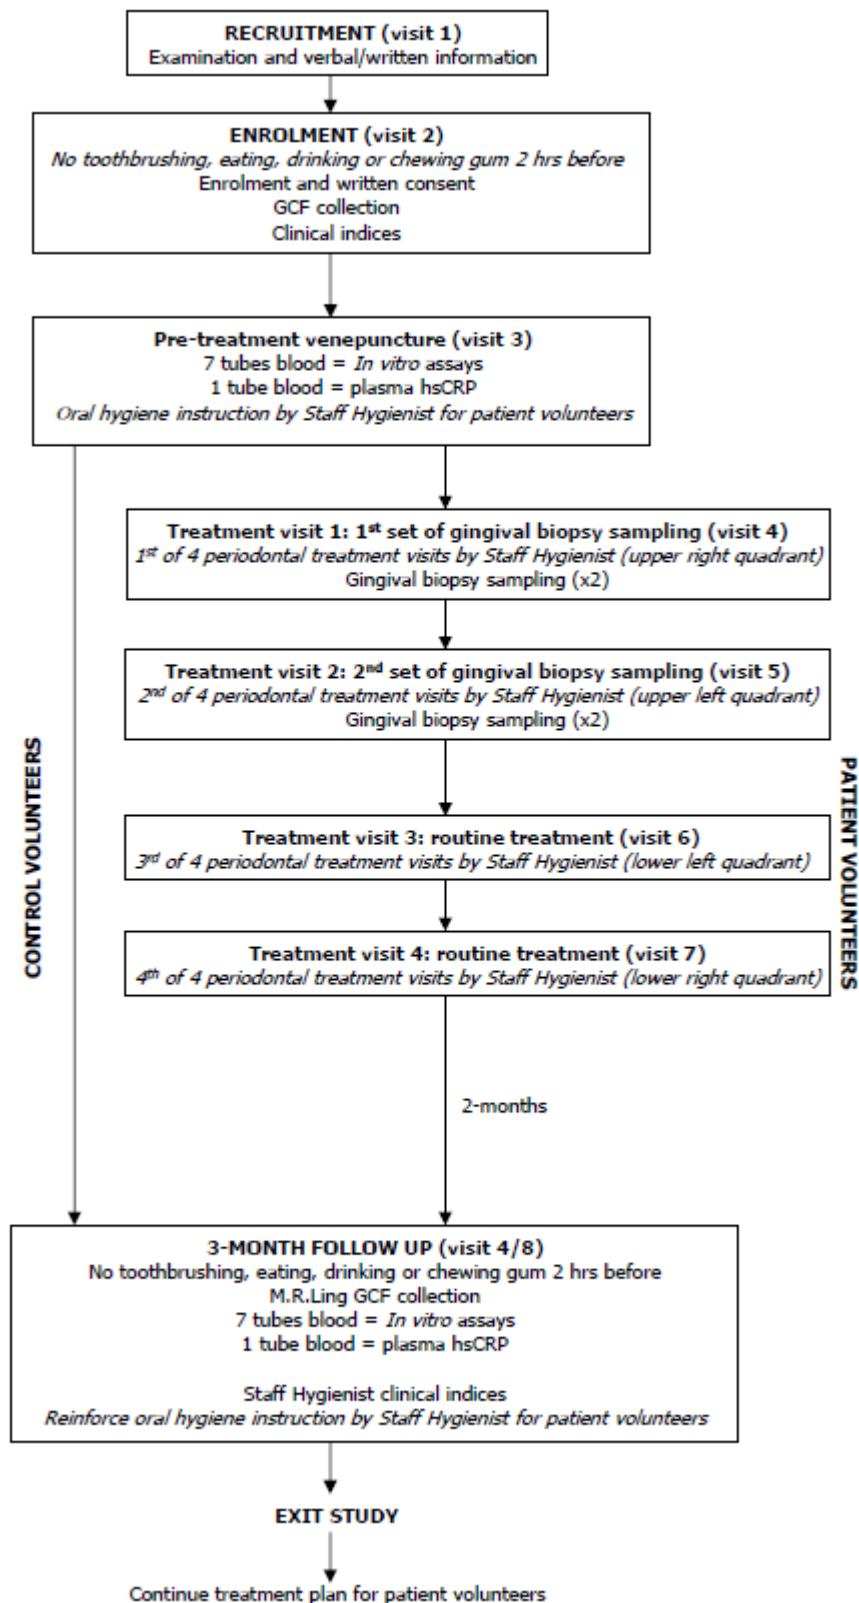 RECRUITMENT (visit 1)
Examination and verbal/written information
ENROLMENT (visit 2)
No toothbrushing, eating, drinking or chewing gum 2 hrs before
Enrolment and written consent
GCF collection
Clinical indices
Pre-treatment venepuncture (visit 3)
7 tubes blood = In vitro assays
1 tube blood = plasma hsCRP
Oral hygiene instruction by Staff Hygienist for patient volunteers
Treatment visit 1: 1st set of gingival biopsy sampling (visit 4)
1st of 4 periodontal treatment visits by Staff Hygienist (upper right quadrant)
Gingival biopsy sampling (x2)
Treatment visit 2: 2nd set of gingival biopsy sampling (visit 5)
2nd of 4 periodontal treatment visits by Staff Hygienist (upper left quadrant)
Gingival biopsy sampling (x2)
CONTROL VOLUNTEERS
PATIENT VOLUNTEERS
Treatment visit 3: routine treatment (visit 6)
3rd of 4 periodontal treatment visits by Staff Hygienist (lower left quadrant)
Treatment visit 4: routine treatment (visit 7)
4th of 4 periodontal treatment visits by Staff Hygienist (lower right quadrant)
2-months
3-MONTH FOLLOW UP (visit 4/8)
No toothbrushing, eating, drinking or chewing gum 2 hrs before
M.R.Ling GCF collection
7 tubes blood = In vitro assays
1 tube blood = plasma hsCRP
Staff Hygienist clinical indices
Reinforce oral hygiene instruction by Staff Hygienist for patient volunteers
EXIT STUDY
Continue treatment plan for patient volunteers